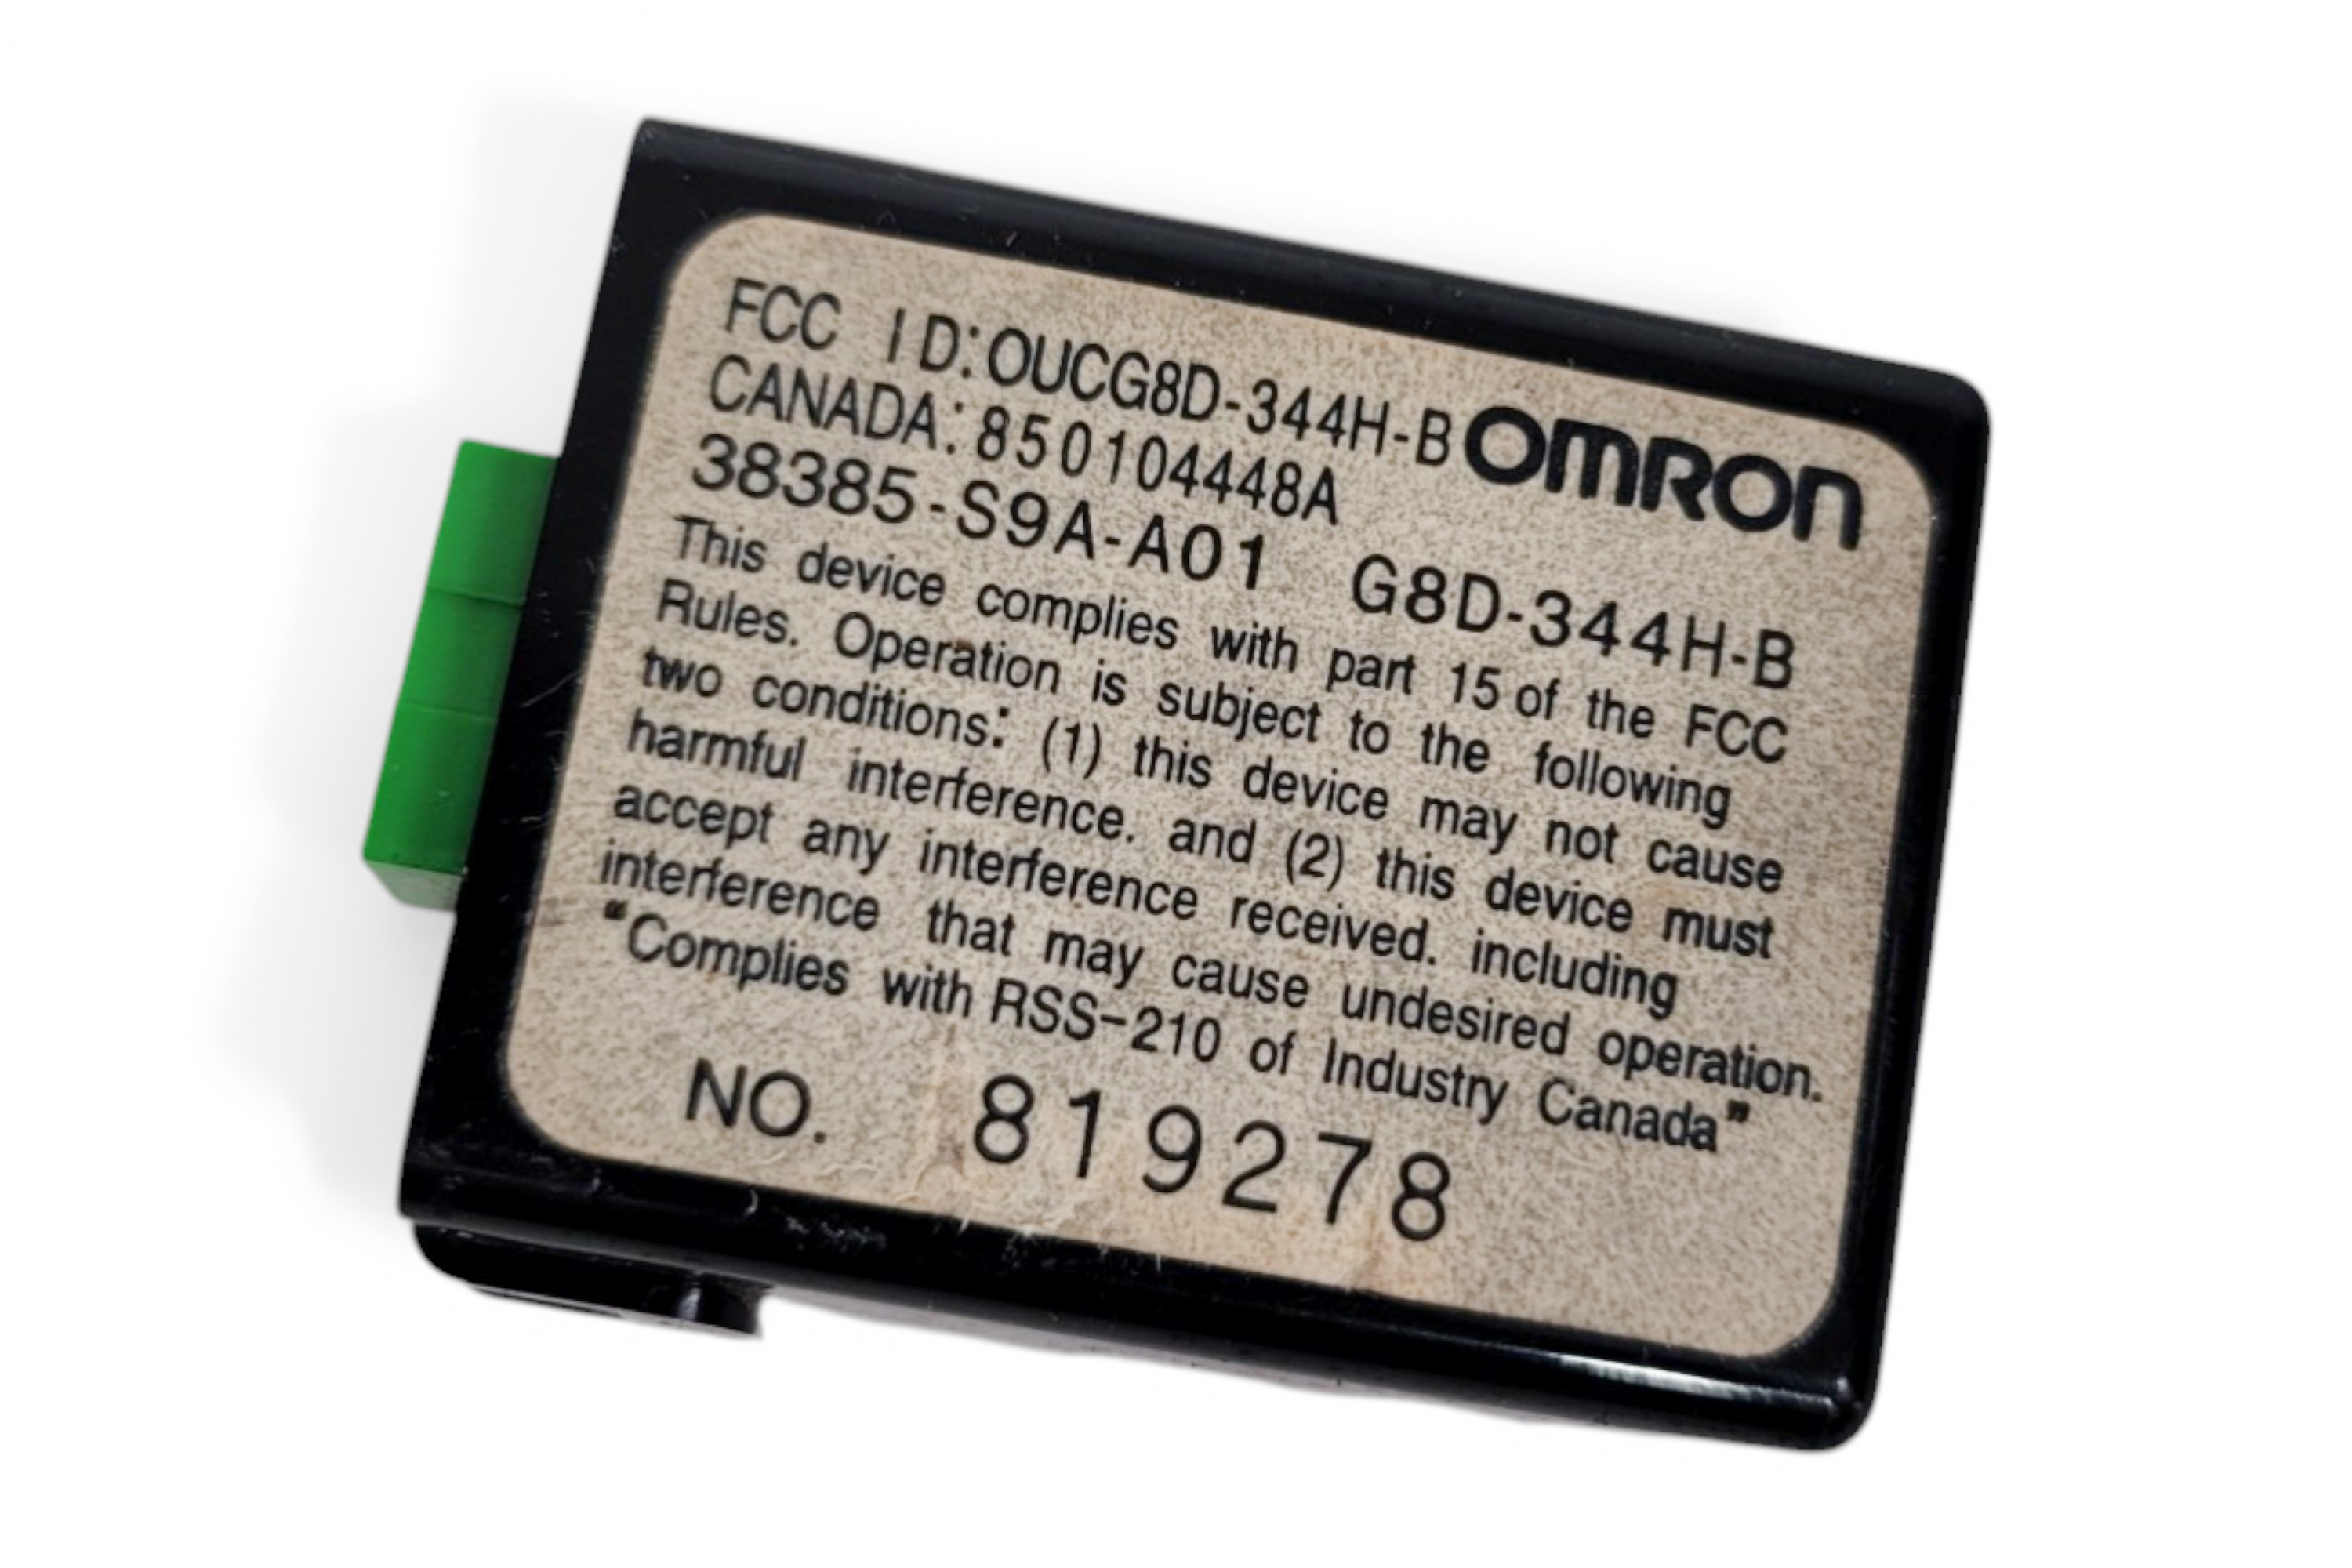 FCC ID:OUCG8D-344H-B OMRON
CANADA:850104448A
38385-S9A-A01 G8D-344H-B
This device complies with part 15 of the FCC
Rules. Operation is subject to the following
two conditions: (1) this device may not cause
harmful interference. and (2) this device must
accept any interference received. including
interference that may cause undesired operation.
"Complies with RSS-210 of Industry Canada"
NO. 819278